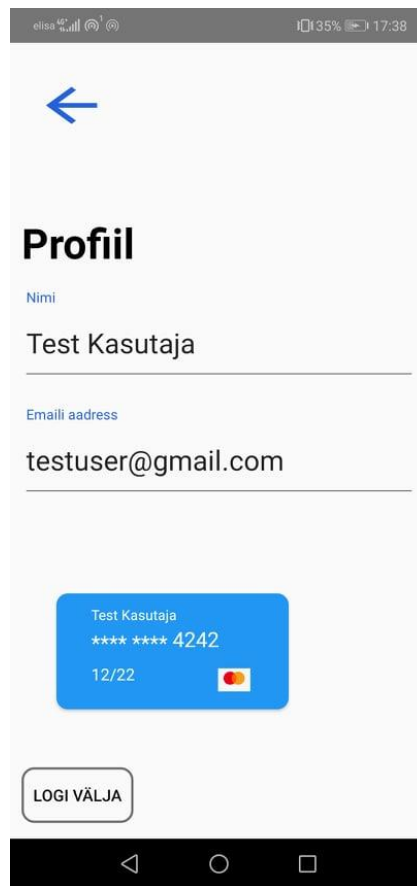 elisa 1 35% 17:38
Profiil
Nimi
Test Kasutaja
Emaili aadress
testuser@gmail.com
Test Kasutaja
**** **** 4242
12/22
LOGI VÄLJA